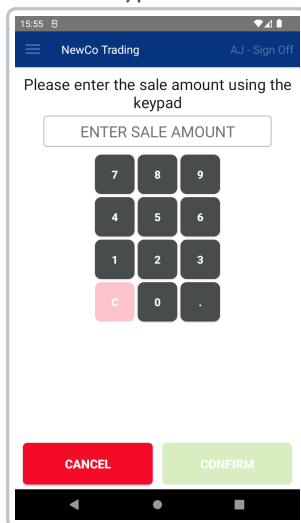 15:55
NewCo Trading
AJ - Sign Off
Please enter the sale amount using the
keypad
ENTER SALE AMOUNT
7 8 9
4 5 6
1 2 3
C 0 .
CANCEL CONFIRM